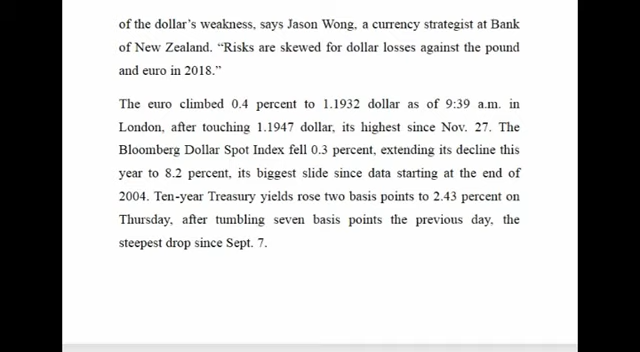 of the dollar’s weakness, says Jason Wong, a currency strategist at Bank
of New Zealand. “Risks are skewed for dollar losses against the pound
and euro in 2018.”
The euro climbed 0.4 percent to 1.1932 dollar as of 9:39 a.m. in
London, after touching 1.1947 dollar, its highest since Nov. 27. The
Bloomberg Dollar Spot Index fell 0.3 percent, extending its decline this
year to 8.2 percent, its biggest slide since data starting at the end of
2004. Ten-year Treasury yields rose two basis points to 2.43 percent on
Thursday, after tumbling seven basis points the previous day, the
steepest drop since Sept. 7.